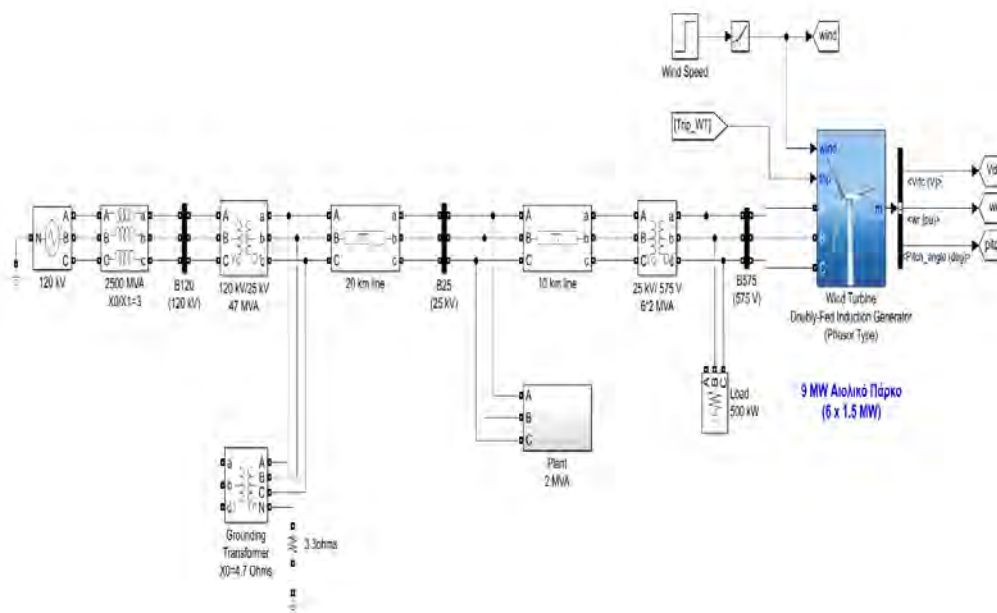 wind
Wind Speed
[Trip_WT]
wind
trip
m
<Vdc (V)>
<wr (pu)>
<Pitch_angle (deg)>
Wind Turbine
Doubly-Fed Induction Generator
(Phasor Type)
9 MW Αιολικό Πάρκο
(6 x 1.5 MW)
N
A
B
C
120 kV
A
B
C
a
b
c
2500 MVA
X0/X1=3
B120
(120 kV)
A
B
C
a
b
c
120 kV/25 kV
47 MVA
A
B
C
a
b
c
20 km line
B25
(25 kV)
A
B
C
a
b
c
10 km line
A
B
C
a
b
c
25 kV/ 575 V
6*2 MVA
B575
(575 V)
B
C
A
B
C
Load
500 kW
A
B
C
Plant
2 MVA
a
b
A
B
C
N
Grounding
Transformer
X0=4.7 Ohms
3.3ohms